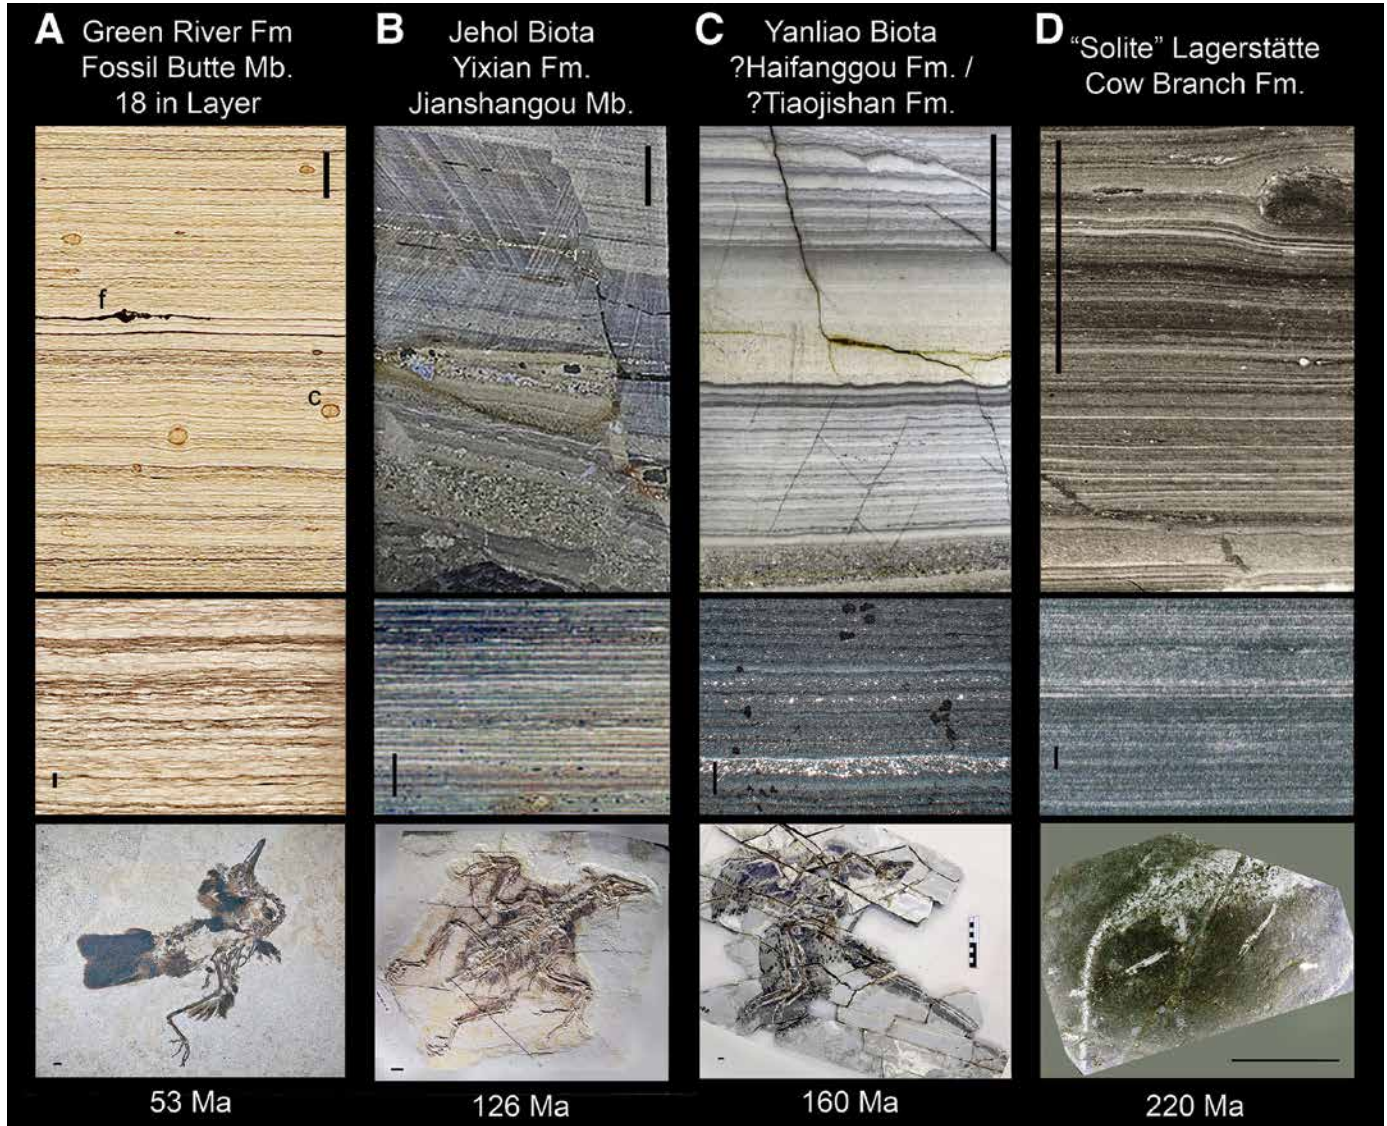 A Green River Fm
Fossil Butte Mb.
18 in Layer
B Jehol Biota
Yixian Fm.
Jianshangou Mb.
C Yanliao Biota
?Haifanggou Fm. /
?Tiaojishan Fm.
D “Solite” Lagerstätte
Cow Branch Fm.
f
c
53 Ma
126 Ma
160 Ma
220 Ma